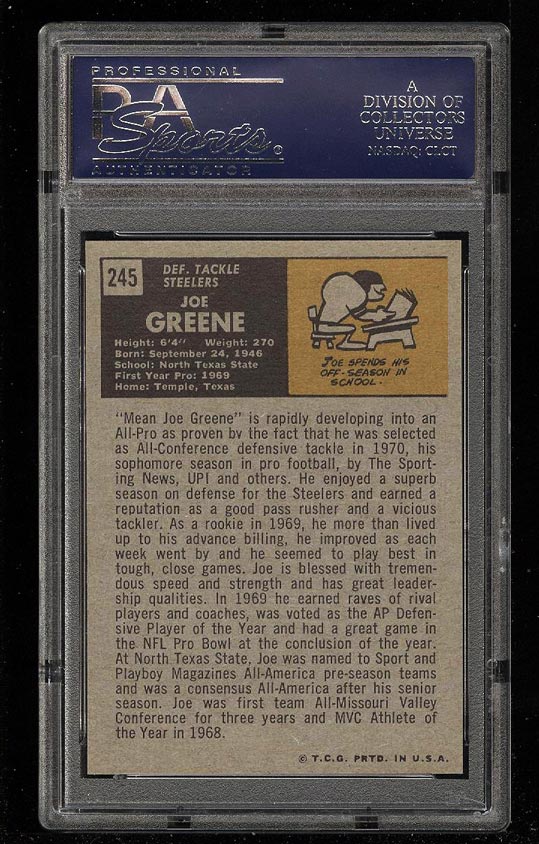 PROFESSIONAL
PSA
Sports
AUTHENTICATOR
A
DIVISION OF
COLLECTORS
UNIVERSE
NASDAQ: CLCT
245
DEF. TACKLE
STEELERS
JOE
GREENE
Height: 6'4" Weight: 270
Born: September 24, 1946
School: North Texas State
First Year Pro: 1969
Home: Temple, Texas
JOE SPENDS HIS
OFF-SEASON IN
SCHOOL.
"Mean Joe Greene" is rapidly developing into an
All-Pro as proven by the fact that he was selected
as All-Conference defensive tackle in 1970, his
sophomore season in pro football, by The Sport-
ing News, UPI and others. He enjoyed a superb
season on defense for the Steelers and earned a
reputation as a good pass rusher and a vicious
tackler. As a rookie in 1969, he more than lived
up to his advance billing, he improved as each
week went by and he seemed to play best in
tough, close games. Joe is blessed with tremen-
dous speed and strength and has great leader-
ship qualities. In 1969 he earned raves of rival
players and coaches, was voted as the AP Defen-
sive Player of the Year and had a great game in
the NFL Pro Bowl at the conclusion of the year.
At North Texas State, Joe was named to Sport and
Playboy Magazines All-America pre-season teams
and was a consensus All-America after his senior
season. Joe was first team All-Missouri Valley
Conference for three years and MVC Athlete of
the Year in 1968.
© T.C.G. PRTD. IN U.S.A.